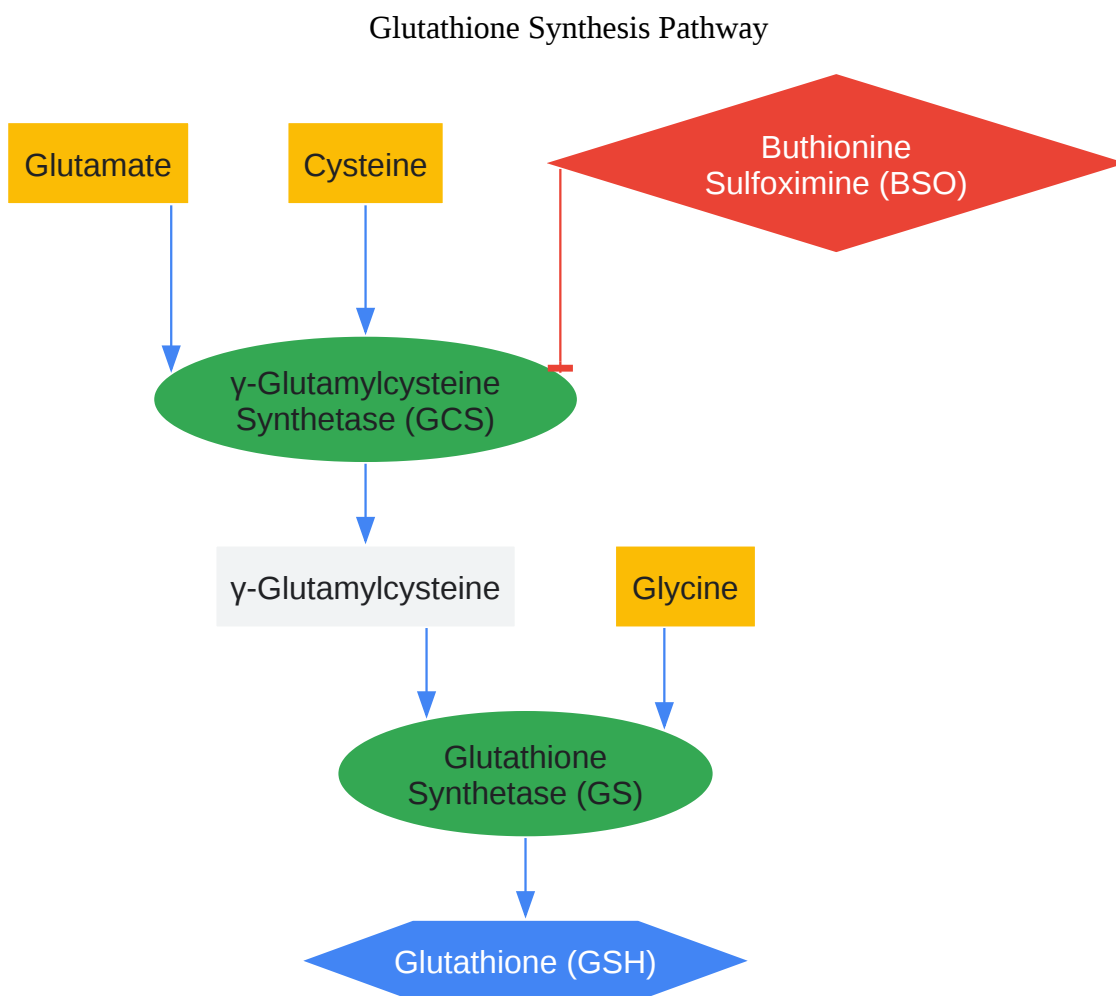 Glutathione Synthesis Pathway
Glutamate
Cysteine
Buthionine
Sulfoximine (BSO)
γ-Glutamylcysteine
Synthetase (GCS)
γ-Glutamylcysteine
Glycine
Glutathione
Synthetase (GS)
Glutathione (GSH)